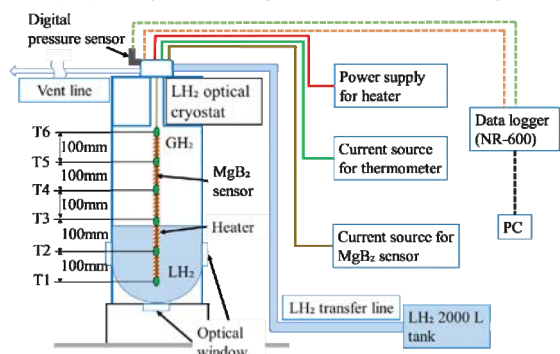 Digital
pressure sensor
Vent line
LH₂ optical
cryostat
Power supply
for heater
Data logger
(NR-600)
T6
100mm
GH₂
T5
100mm
MgB₂
sensor
Current source
for thermometer
T4
100mm
T3
100mm
Heater
Current source for
MgB₂ sensor
PC
T2
100mm
LH₂
T1
LH₂ transfer line
LH₂ 2000 L
tank
Optical
window